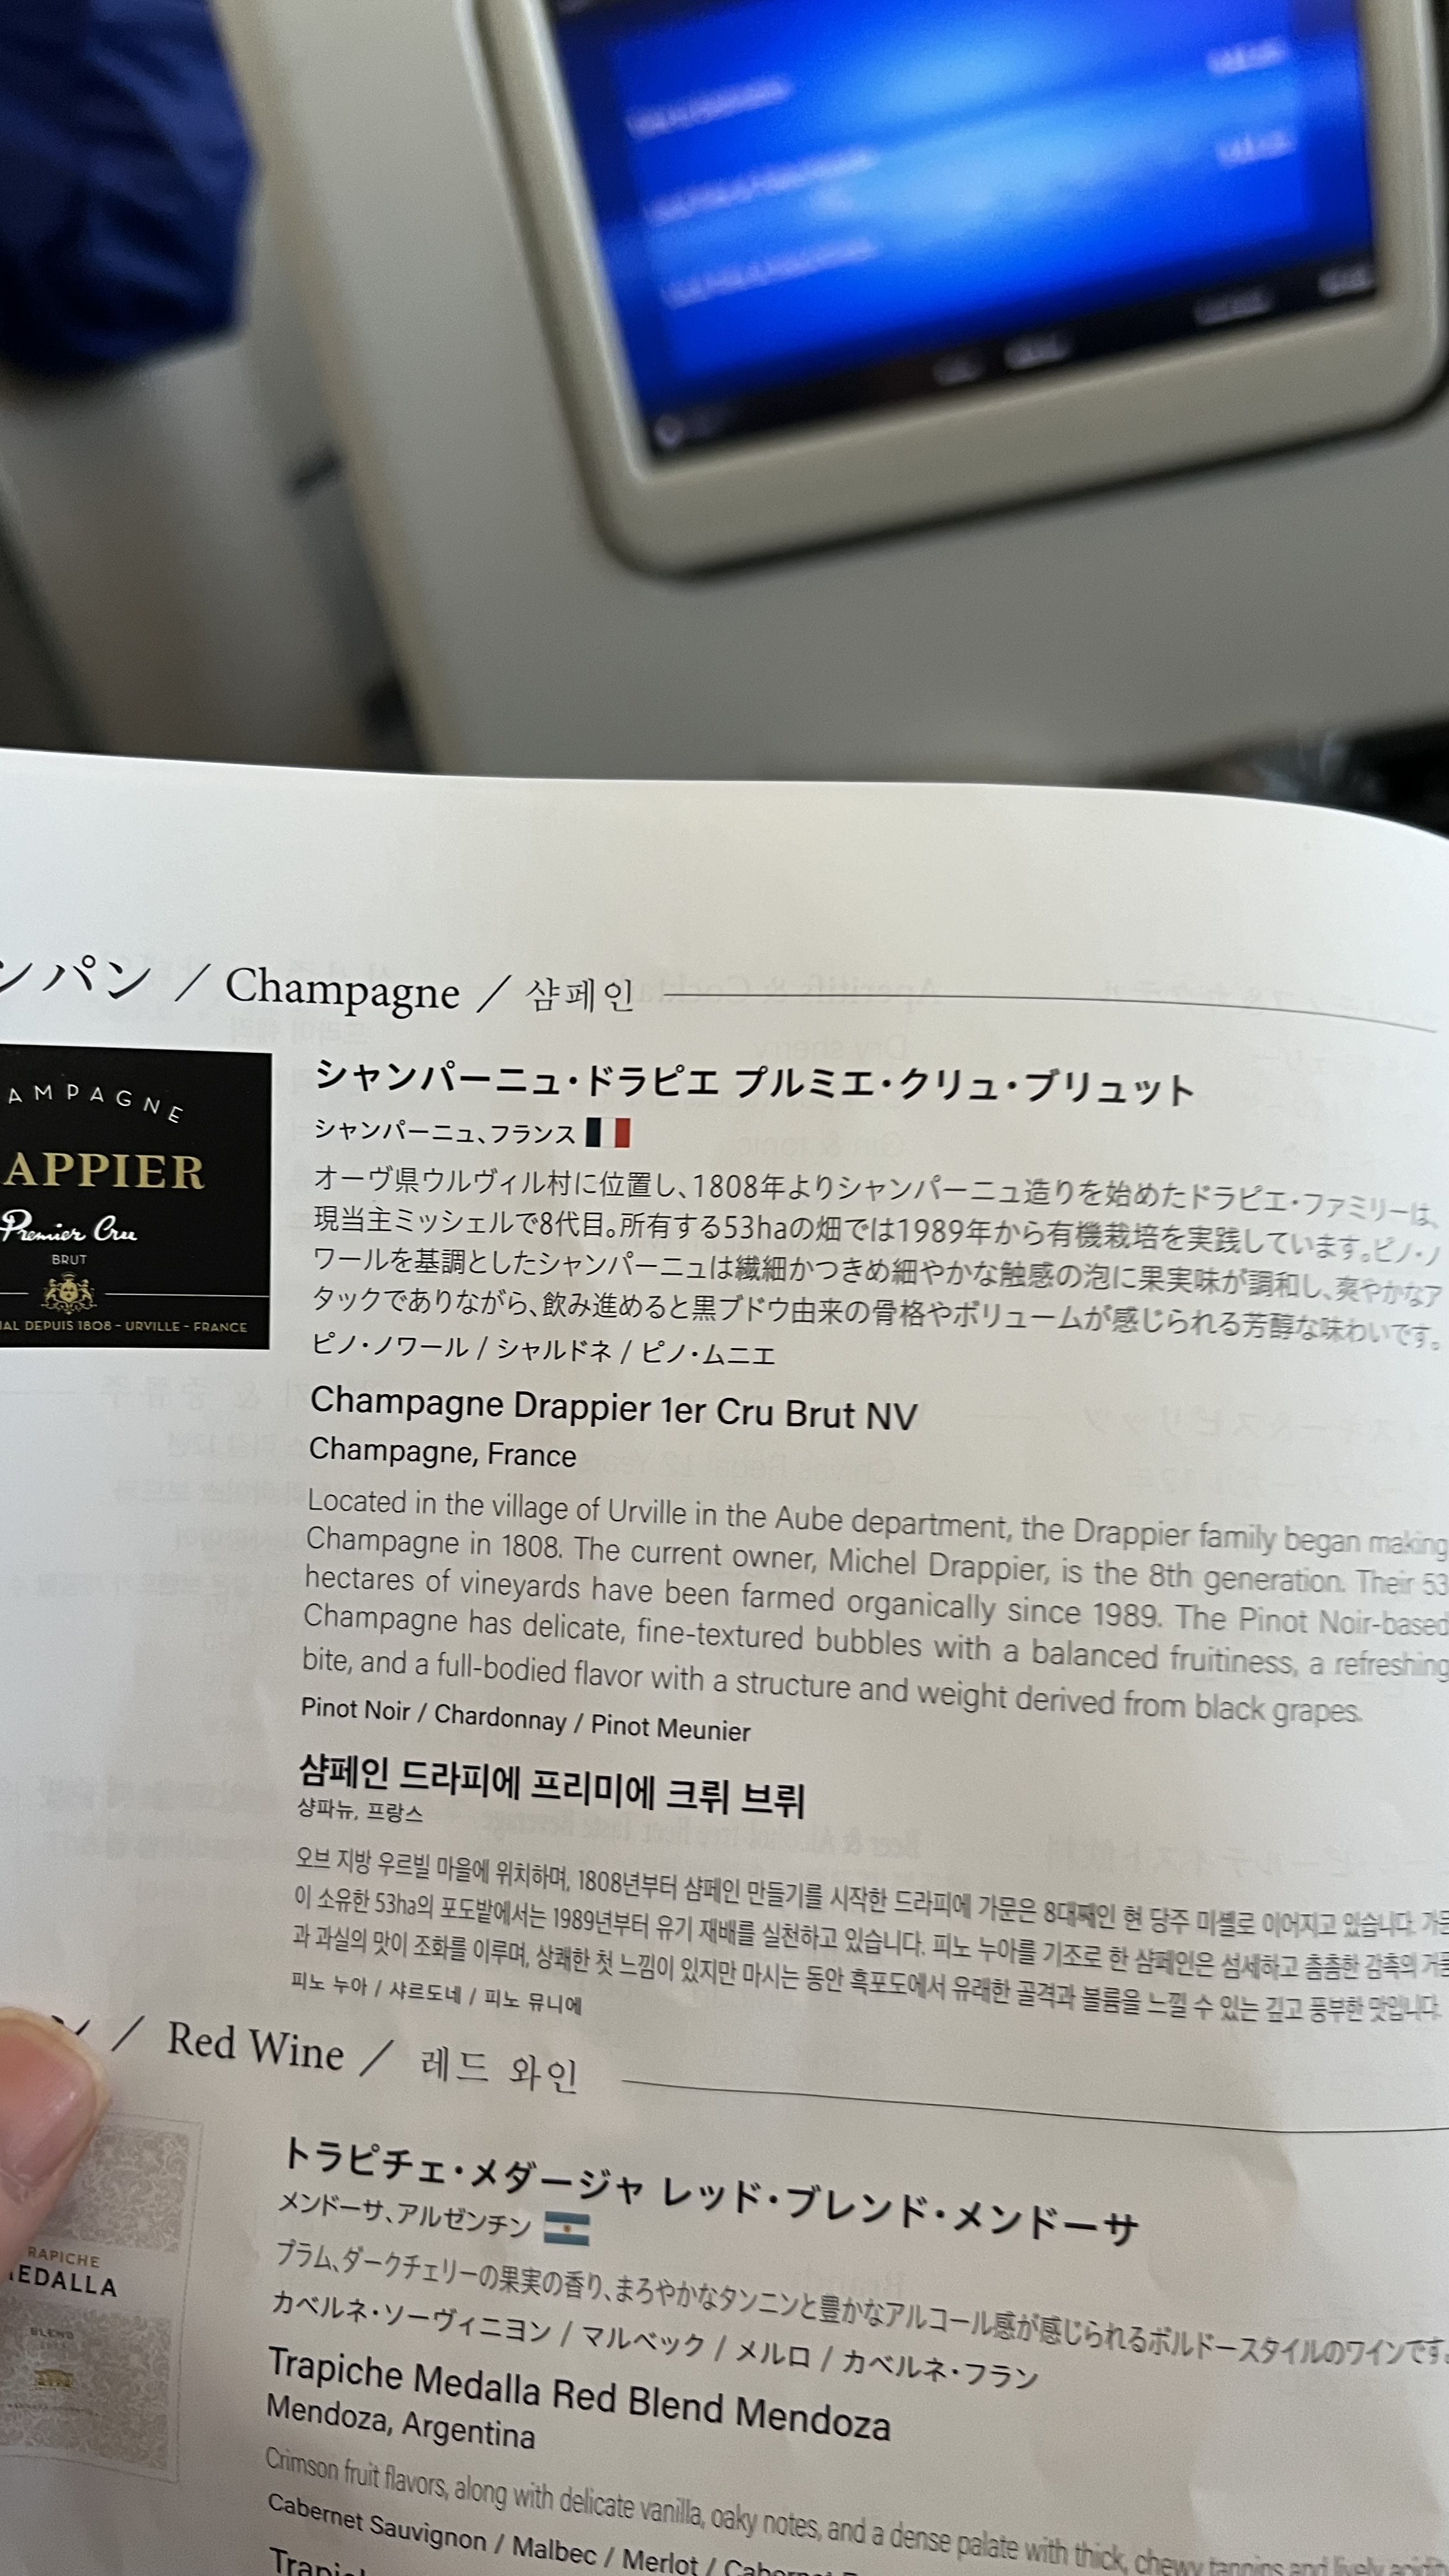 ンパン / Champagne / 샴페인
AMPAGNE
APPIER
Premier Cru
BRUT
AL DEPUIS 1808 - URVILLE - FRANCE
シャンパーニュ・ドラピエ プルミエ・クリュ・ブリュット
シャンパーニュ、フランス
オーヴ県ウルヴィル村に位置し、1808年よりシャンパーニュ造りを始めたドラピエ・ファミリーは、
現当主ミッシェルで8代目。所有する53haの畑では1989年から有機栽培を実践しています。ピノ・ノ
ワールを基調としたシャンパーニュは繊細かつきめ細やかな触感の泡に果実味が調和し、爽やかなア
タックでありながら、飲み進めると黒ブドウ由来の骨格やボリュームが感じられる芳醇な味わいです。
ピノ・ノワール / シャルドネ / ピノ・ムニエ
Champagne Drappier 1er Cru Brut NV
Champagne, France
Located in the village of Urville in the Aube department, the Drappier family began making
Champagne in 1808. The current owner, Michel Drappier, is the 8th generation. Their 53
hectares of vineyards have been farmed organically since 1989. The Pinot Noir-based
Champagne has delicate, fine-textured bubbles with a balanced fruitiness, a refreshing
bite, and a full-bodied flavor with a structure and weight derived from black grapes.
Pinot Noir / Chardonnay / Pinot Meunier
샴페인 드라피에 프리미에 크뤼 브뤼
샹파뉴, 프랑스
오브 지방 우르빌 마을에 위치하며, 1808년부터 샴페인 만들기를 시작한 드라피에 가문은 8대째인 현 당주 미셸로 이어지고 있습니다. 가문
이 소유한 53ha의 포도밭에서는 1989년부터 유기 재배를 실천하고 있습니다. 피노 누아를 기조로 한 샴페인은 섬세하고 촘촘한 감촉의 거품
과 과실의 맛이 조화를 이루며, 상쾌한 첫 느낌이 있지만 마시는 동안 흑포도에서 유래한 골격과 볼륨을 느낄 수 있는 깊고 풍부한 맛입니다.
피노 누아 / 샤르도네 / 피노 뮤니에
ン / Red Wine / 레드 와인
RAPICHE
EDALLA
BLEND
トラピチェ・メダージャ レッド・ブレンド・メンドーサ
メンドーサ、アルゼンチン
プラム、ダークチェリーの果実の香り、まろやかなタンニンと豊かなアルコール感が感じられるボルドースタイルのワインです。
カベルネ・ソーヴィニヨン / マルベック / メルロ / カベルネ・フラン
Trapiche Medalla Red Blend Mendoza
Mendoza, Argentina
Crimson fruit flavors, along with delicate vanilla, oaky notes, and a dense palate with thick, chewy tannins and lively
Cabernet Sauvignon / Malbec / Merlot / Cabernet